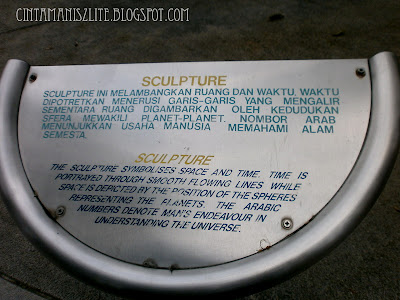 CINTAMANIS2LITE.BLOGSPOT.COM
SCULPTURE
SCULPTURE INI MELAMBANGKAN RUANG DAN WAKTU, WAKTU
DIPOTRETKAN MENERUSI GARIS-GARIS YANG MENGALIR
SEMENTARA RUANG DIGAMBARKAN OLEH KEDUDUKAN
SFERA MEWAKILI PLANET-PLANET. NOMBOR ARAB
MENUNJUKKAN USAHA MANUSIA MEMAHAMI ALAM
SEMESTA.
SCULPTURE
THE SCULPTURE SYMBOLISES SPACE AND TIME. TIME IS
PORTRAYED THROUGH SMOOTH FLOWING LINES WHILE
SPACE IS DEPICTED BY THE POSITION OF THE SPHERES
REPRESENTING THE PLANETS. THE ARABIC
NUMBERS DENOTE MAN'S ENDEAVOUR IN
UNDERSTANDING THE UNIVERSE.